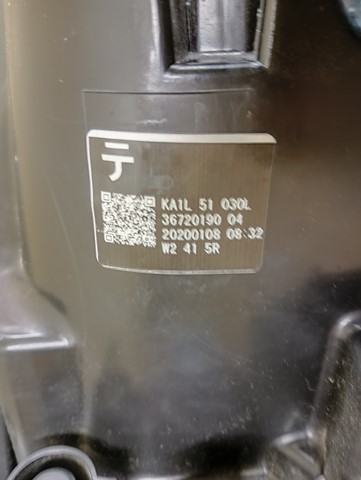 テ
KA1L 51 030L
36720190 04
20200108 08:32
W2 41 5R